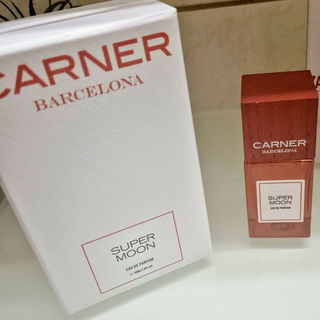 CARNER
BARCELONA
SUPER
MOON
EAU DE PARFUM
CARNER
BARCELONA
SUPER
MOON
EAU DE PARFUM